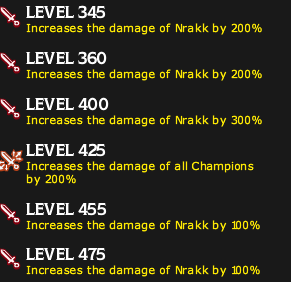 LEVEL 345
Increases the damage of Nrakk by 200%
LEVEL 360
Increases the damage of Nrakk by 200%
LEVEL 400
Increases the damage of Nrakk by 300%
LEVEL 425
Increases the damage of all Champions
by 200%
LEVEL 455
Increases the damage of Nrakk by 100%
LEVEL 475
Increases the damage of Nrakk by 100%